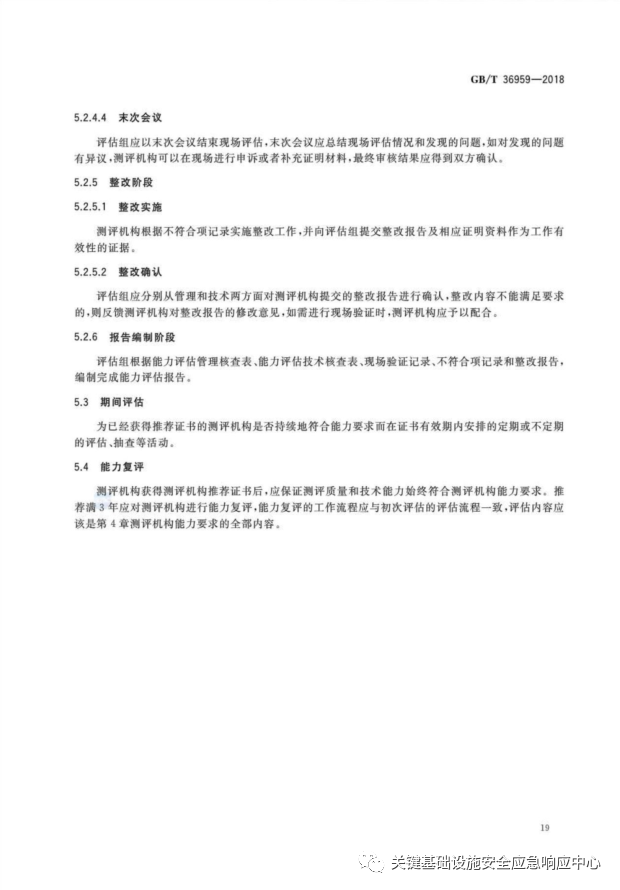 GB/T 36959—2018
5.2.4.4 末次会议
评估组应以末次会议结束现场评估,末次会议应总结现场评估情况和发现的问题,如对发现的问题
有异议,测评机构可以在现场进行申诉或者补充证明材料,最终审核结果应得到双方确认。
5.2.5 整改阶段
5.2.5.1 整改实施
测评机构根据不符合项记录实施整改工作,并向评估组提交整改报告及相应证明资料作为工作有
效性的证据。
5.2.5.2 整改确认
评估组应分别从管理和技术两方面对测评机构提交的整改报告进行确认,整改内容不能满足要求
的,则反馈测评机构对整改报告的修改意见,如需进行现场验证时,测评机构应予以配合。
5.2.6 报告编制阶段
评估组根据能力评估管理核查表、能力评估技术核查表、现场验证记录、不符合项记录和整改报告,
编制完成能力评估报告。
5.3 期间评估
为已经获得推荐证书的测评机构是否持续地符合能力要求而在证书有效期内安排的定期或不定期
的评估、抽查等活动。
5.4 能力复评
测评机构获得测评机构推荐证书后,应保证测评质量和技术能力始终符合测评机构能力要求。推
荐满 3 年应对测评机构进行能力复评,能力复评的工作流程应与初次评估的评估流程一致,评估内容应
该是第 4 章测评机构能力要求的全部内容。
19
关键基础设施安全应急响应中心